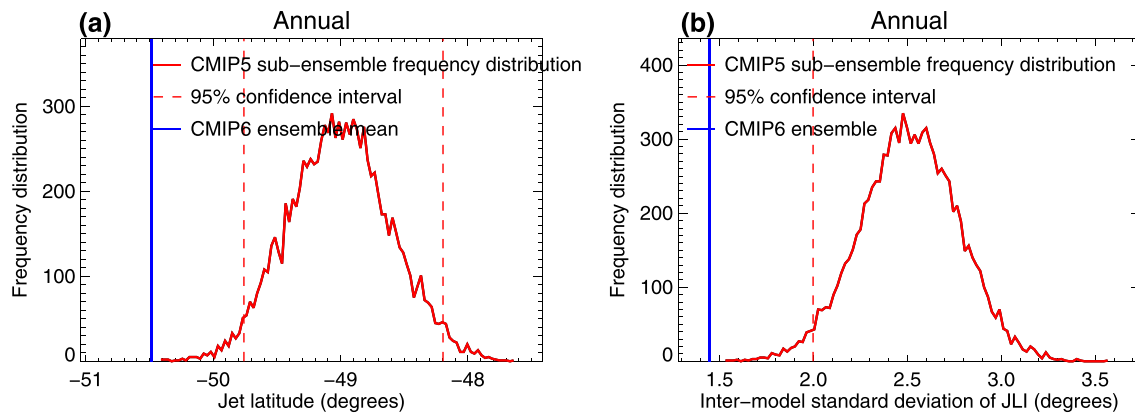 (a)
Annual
CMIP5 sub−ensemble frequency distribution
95% confidence interval
CMIP6 ensemble mean
Frequency distribution
300
200
100
0
−51
−50
−49
−48
Jet latitude (degrees)
(b)
Annual
CMIP5 sub−ensemble frequency distribution
95% confidence interval
CMIP6 ensemble
Frequency distribution
400
300
200
100
0
1.5
2.0
2.5
3.0
3.5
Inter−model standard deviation of JLI (degrees)